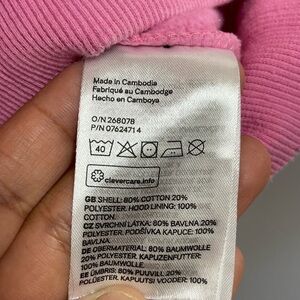 Made in Cambodia
Fabriqué au Cambodge
Hecho en Camboya
O/N 268078
P/N 07624714
40
clevercare.info
GB SHELL: 80% COTTON 20%
POLYESTER. HOOD LINING: 100%
COTTON.
CZ SVRCHNÍ LÁTKA: 80% BAVLNA 20%
POLYESTER. PODŠÍVKA KAPUCE: 100%
BAVLNA
DE OBERMATERIAL: 80% BAUMWOLLE
20% POLYESTER. KAPUZENFUTTER:
100% BAUMWOLLE
EE ÜMBRIS: 80% PUUVILL 20%
POLÜESTER. KAPUUTSI VOODER: 100%